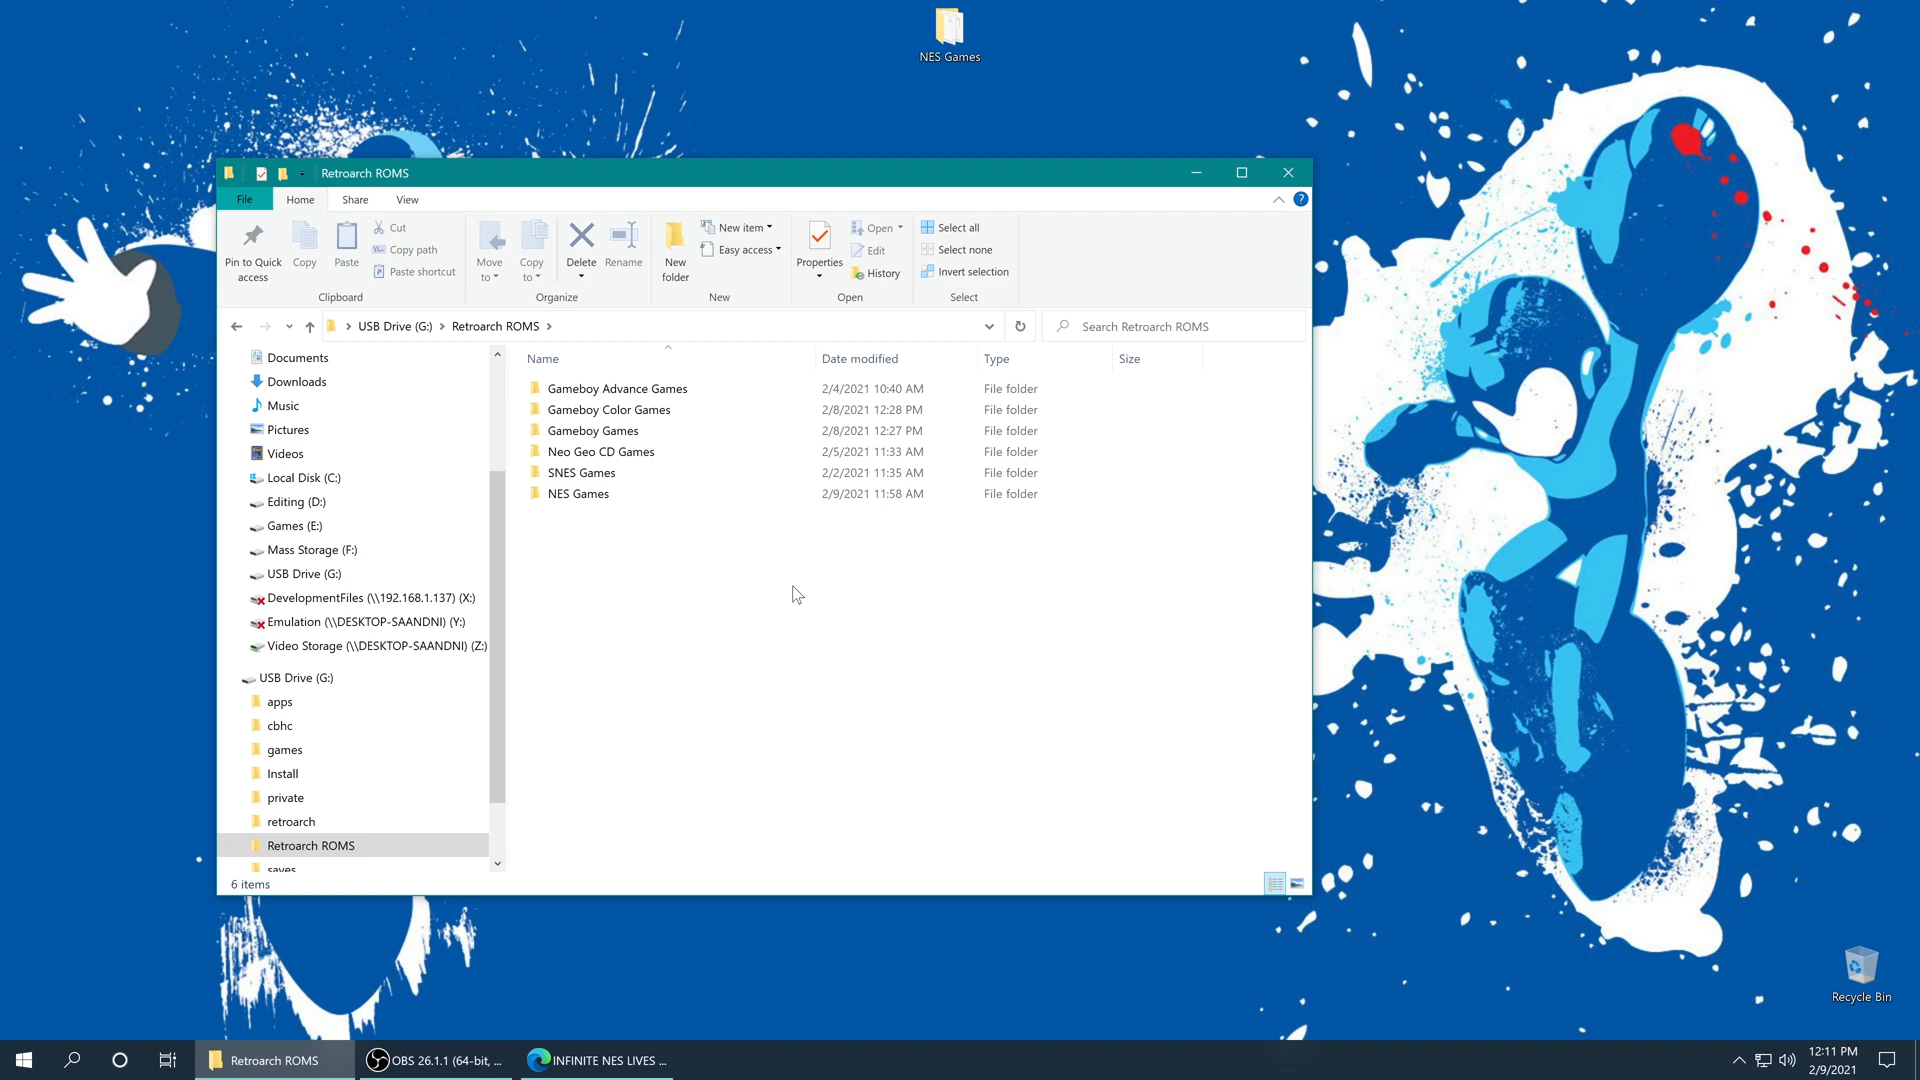 NES Games
Retroarch ROMS
File Home Share View
Pin to Quick access
Copy
Paste
Cut
Copy path
Paste shortcut
Clipboard
Move to
Copy to
Delete
Rename
Organize
New folder
New item
Easy access
New
Properties
Open
Edit
History
Open
Select all
Select none
Invert selection
Select
USB Drive (G:) Retroarch ROMS
Search Retroarch ROMS
Documents
Downloads
Music
Pictures
Videos
Local Disk (C:)
Editing (D:)
Games (E:)
Mass Storage (F:)
USB Drive (G:)
DevelopmentFiles (\\192.168.1.137) (X:)
Emulation (\\DESKTOP-SAANDNI) (Y:)
Video Storage (\\DESKTOP-SAANDNI) (Z:)
USB Drive (G:)
apps
cbhc
games
Install
private
retroarch
Retroarch ROMS
saves
Name Date modified Type Size
Gameboy Advance Games 2/4/2021 10:40 AM File folder
Gameboy Color Games 2/8/2021 12:28 PM File folder
Gameboy Games 2/8/2021 12:27 PM File folder
Neo Geo CD Games 2/5/2021 11:33 AM File folder
SNES Games 2/2/2021 11:35 AM File folder
NES Games 2/9/2021 11:58 AM File folder
6 items
Recycle Bin
Retroarch ROMS
OBS 26.1.1 (64-bit, ...
INFINITE NES LIVES ...
12:11 PM
2/9/2021